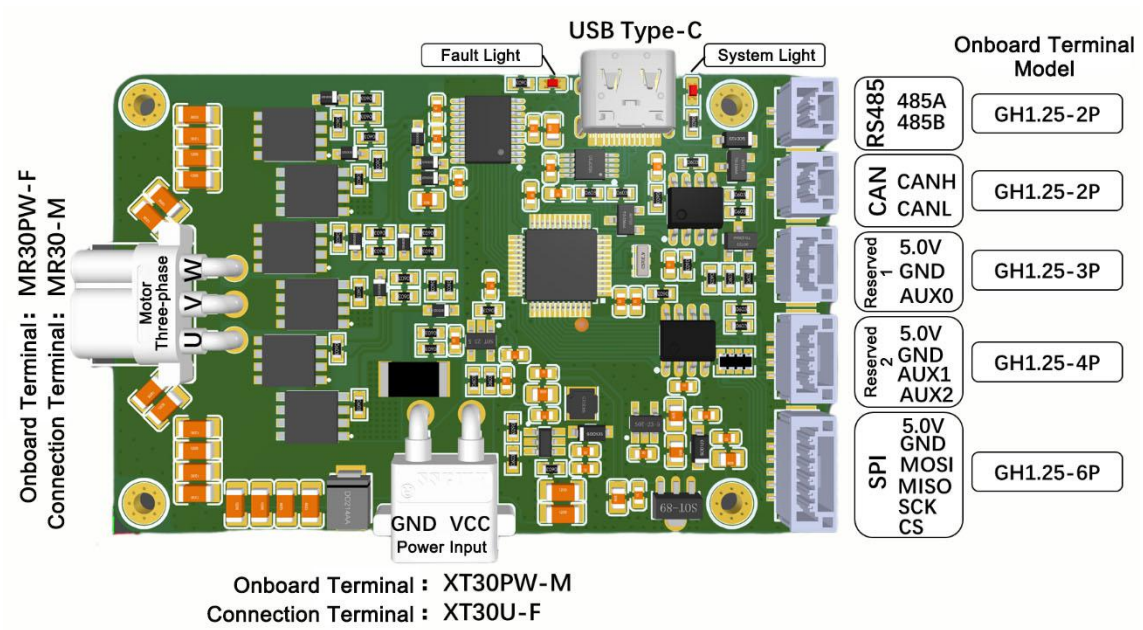 USB Type-C
Fault Light
System Light
Onboard Terminal
Model
RS485
485A
485B
GH1.25-2P
CAN
CANH
CANL
GH1.25-2P
Reserved
1
5.0V
GND
AUX0
GH1.25-3P
Reserved
2
5.0V
GND
AUX1
AUX2
GH1.25-4P
SPI
5.0V
GND
MOSI
MISO
SCK
CS
GH1.25-6P
Onboard Terminal： MR30PW-F
Connection Terminal： MR30-M
Motor
Three-phase
W
V
U
SOT-89
GND VCC
Power Input
Onboard Terminal： XT30PW-M
Connection Terminal： XT30U-F